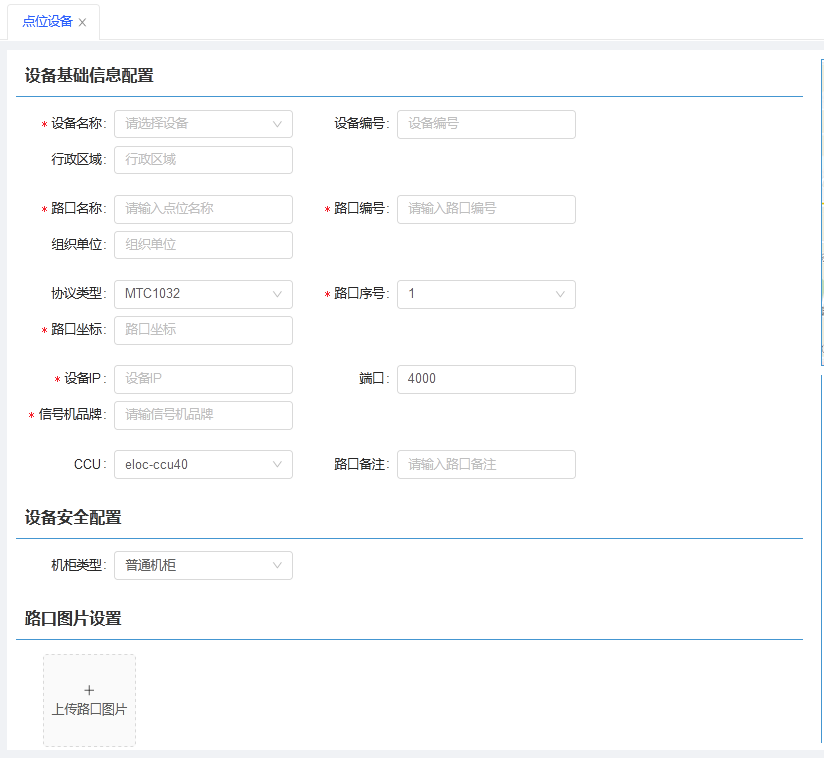 点位设备
设备基础信息配置
* 设备名称: 请选择设备 设备编号: 设备编号
行政区域: 行政区域
* 路口名称: 请输入点位名称 * 路口编号: 请输入路口编号
组织单位: 组织单位
协议类型: MTC1032 * 路口序号: 1
* 路口坐标: 路口坐标
* 设备IP: 设备IP 端口: 4000
* 信号机品牌: 请输信号机品牌
CCU: eloc-ccu40 路口备注: 请输入路口备注
设备安全配置
机柜类型: 普通机柜
路口图片设置
+
上传路口图片